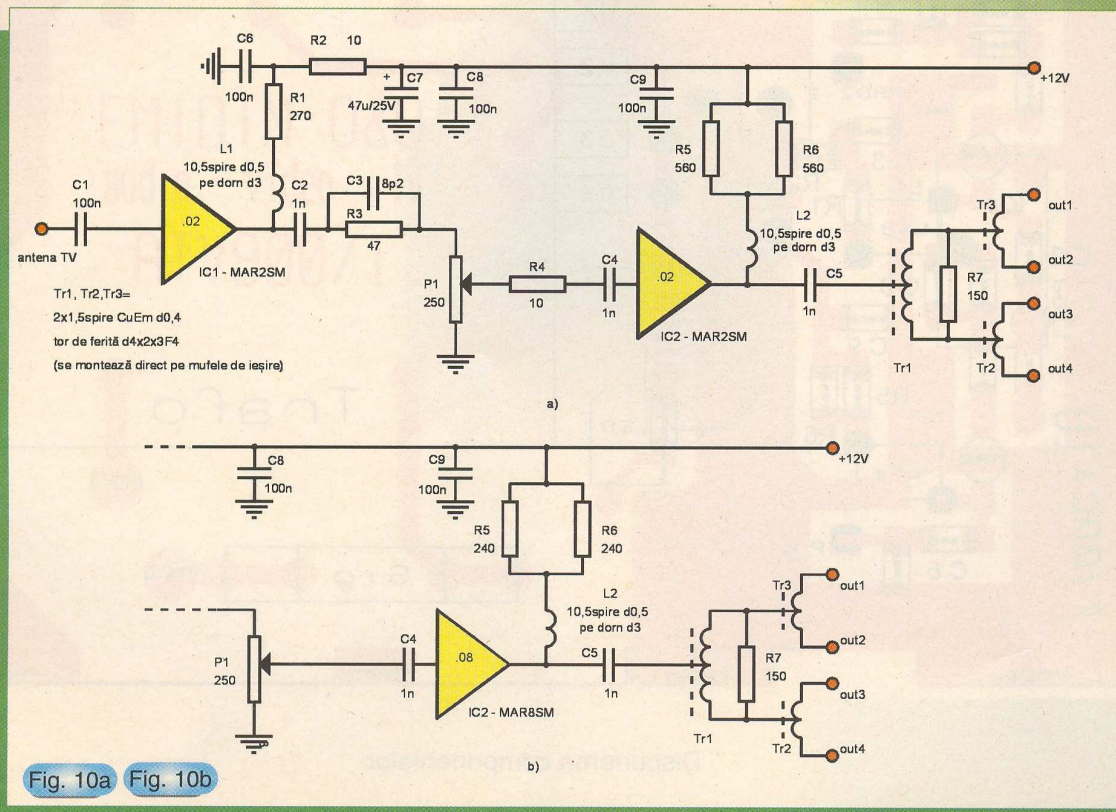 C6
100n
R2 10
R1
270
+
C7
47u/25V
C8
100n
C9
100n
+12V
R5
560
R6
560
L1
10,5spire d0,5
pe dorn d3
C1
100n
antena TV
.02
IC1 - MAR2SM
C2
1n
C3
8p2
R3
47
P1
250
R4
10
C4
1n
.02
IC2 - MAR2SM
L2
10,5spire d0,5
pe dorn d3
C5
1n
Tr1
R7
150
Tr3
out1
out2
out3
Tr2
out4
Tr1, Tr2,Tr3=
2x1,5spire CuEm d0,4
tor de ferită d4x2x3F4
(se montează direct pe mufele de ieşire)
a)
C8
100n
C9
100n
+12V
R5
240
R6
240
L2
10,5spire d0,5
pe dorn d3
P1
250
C4
1n
.08
IC2 - MAR8SM
C5
1n
Tr1
R7
150
Tr3
out1
out2
out3
Tr2
out4
b)
Fig. 10a
Fig. 10b